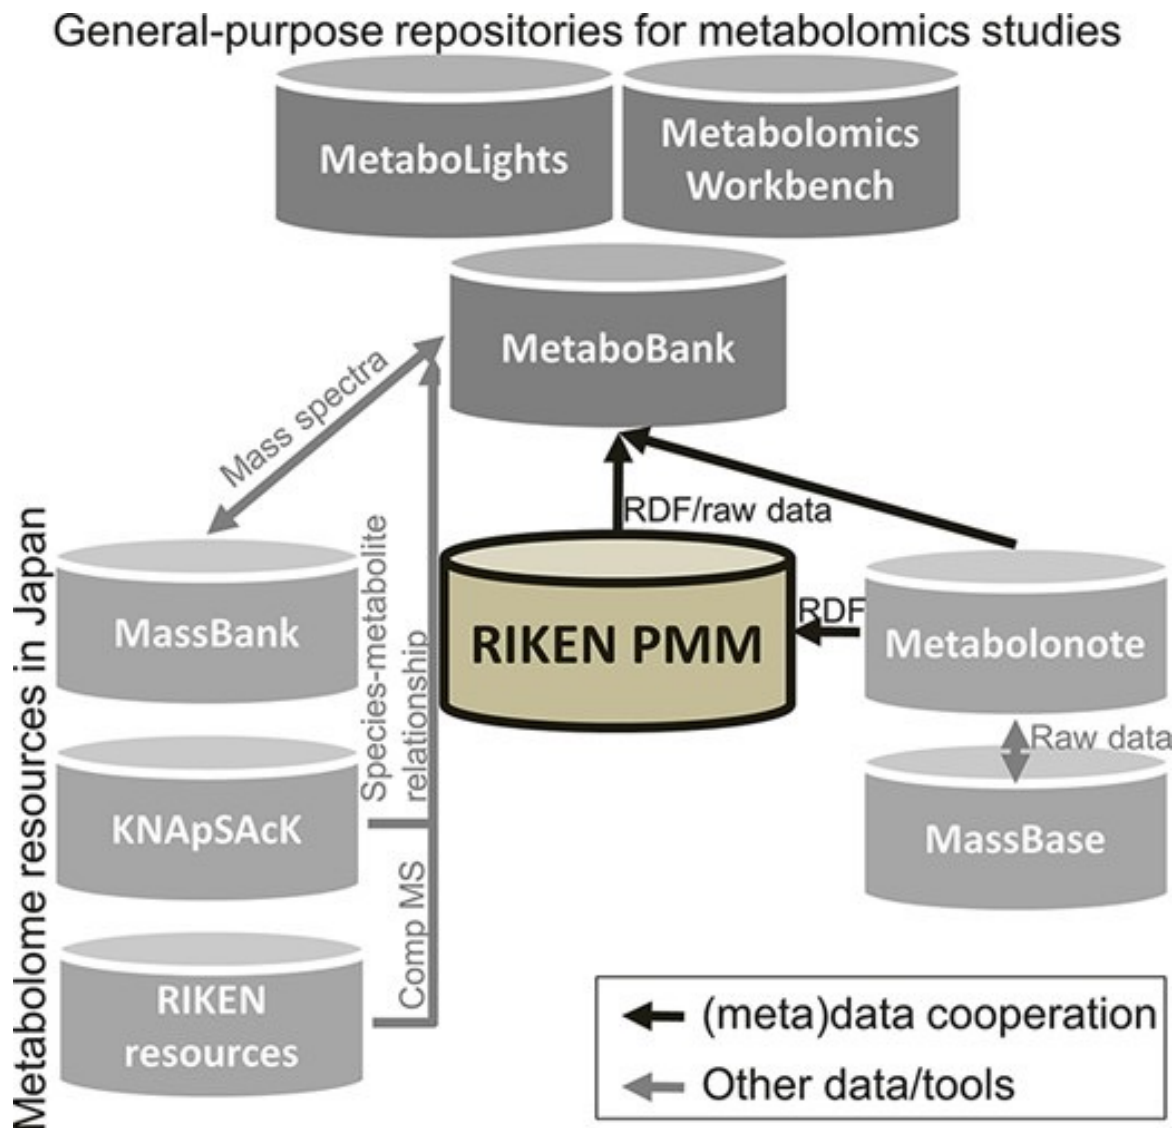 General-purpose repositories for metabolomics studies
MetaboLights
Metabolomics
Workbench
MetaboBank
Mass spectra
RDF/raw data
Metabolome resources in Japan
MassBank
Species-metabolite
relationship
RIKEN PMM
RDF
Metabolonote
Raw data
KNApSAcK
MassBase
Comp MS
RIKEN
resources
(meta)data cooperation
Other data/tools